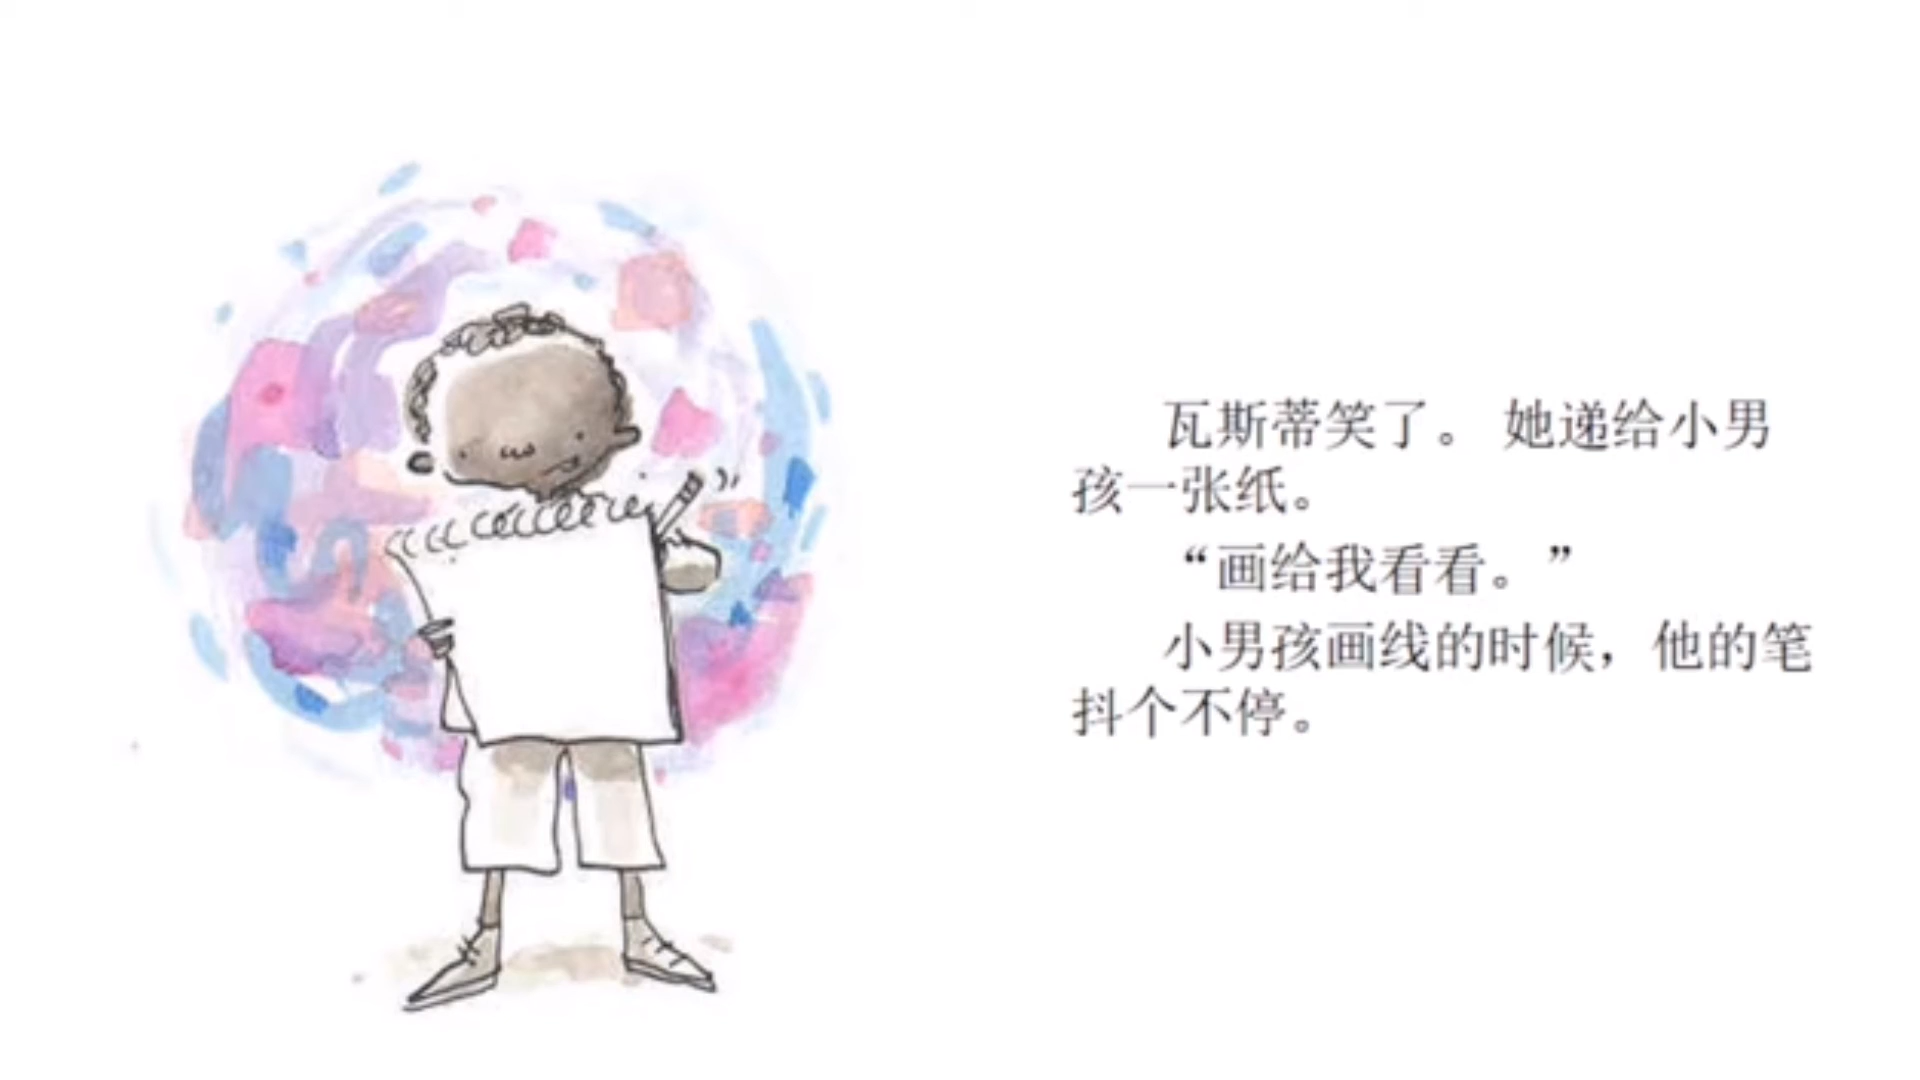 瓦斯蒂笑了。 她递给小男
孩一张纸。
“画给我看看。”
小男孩画线的时候，他的笔
抖个不停。